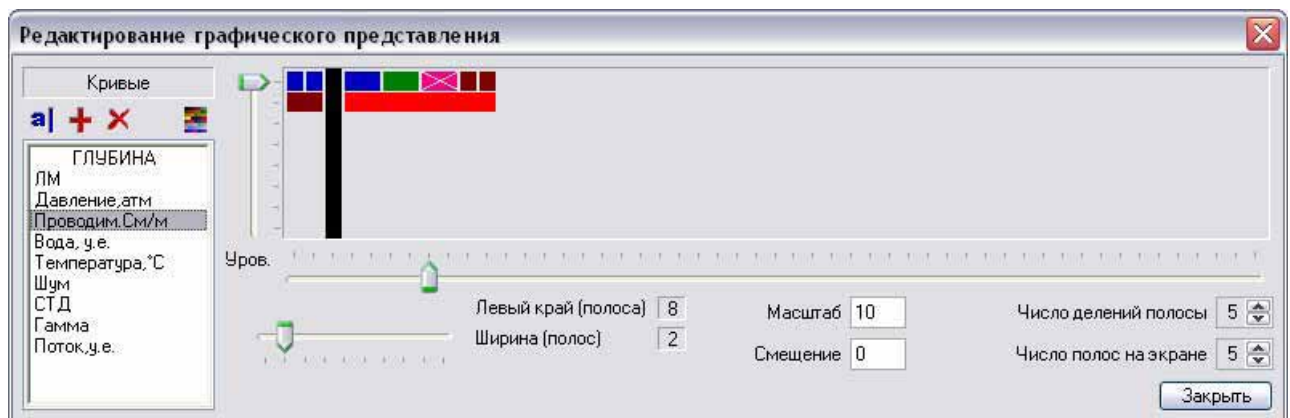 Редактирование графического представления
Кривые
a|
ГЛУБИНА
ЛМ
Давление,атм
Проводим.См/м
Вода, у.е.
Температура,°С
Шум
СТД
Гамма
Поток,у.е.
Уров.
Левый край (полоса) 8
Ширина (полос) 2
Масштаб 10
Смещение 0
Число делений полосы 5
Число полос на экране 5
Закрыть